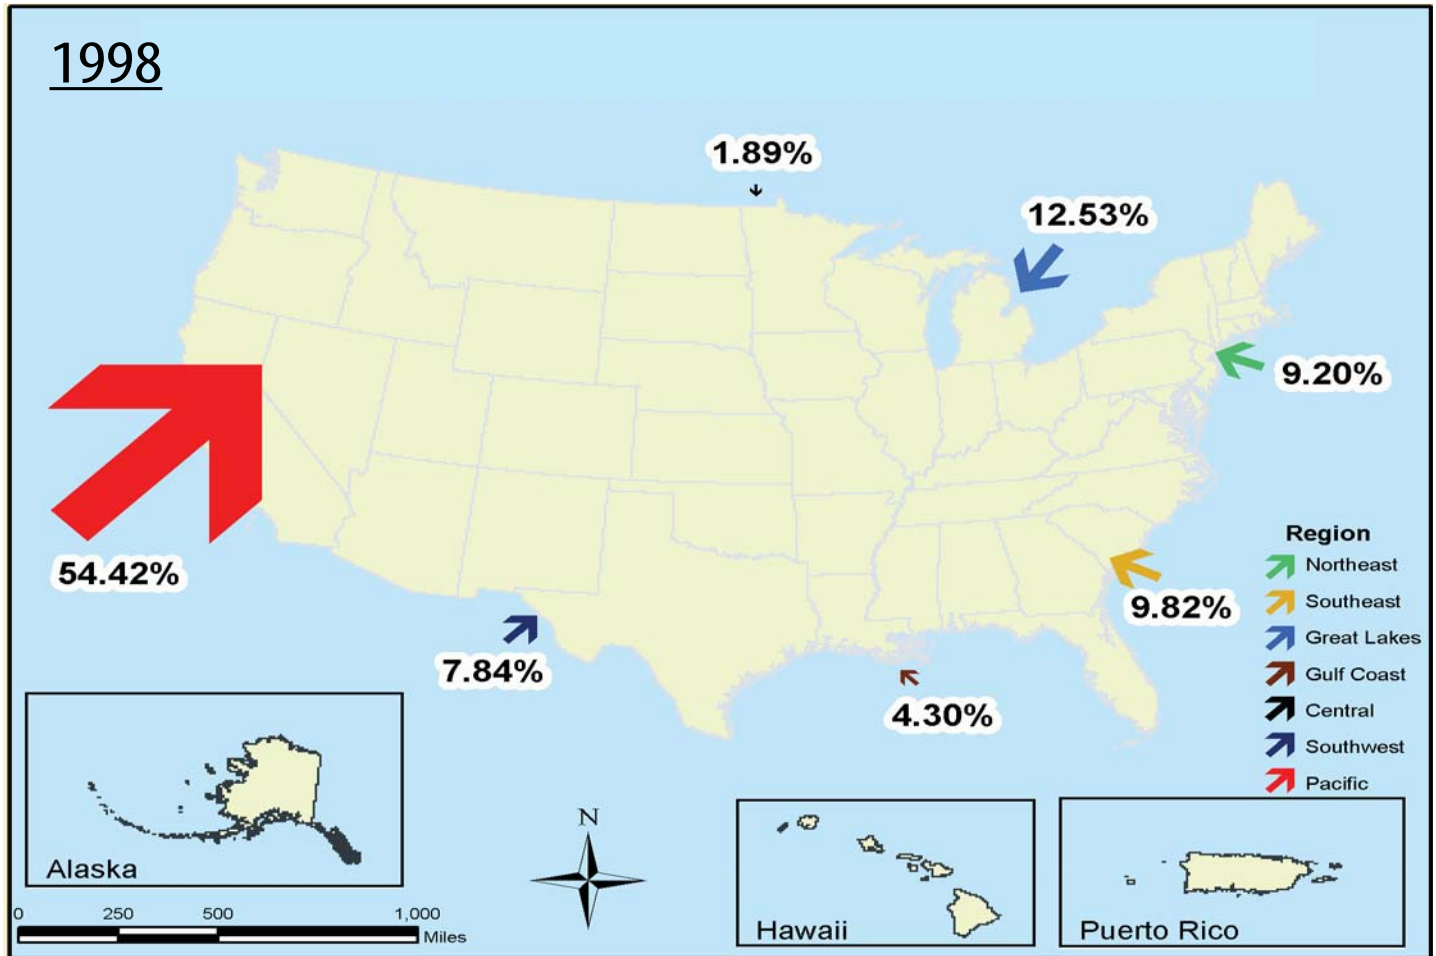 1998
1.89%
12.53%
9.20%
54.42%
Region
Northeast
Southeast
Great Lakes
Gulf Coast
Central
Southwest
Pacific
9.82%
7.84%
4.30%
Alaska
N
Hawaii
Puerto Rico
0 250 500 1,000
Miles